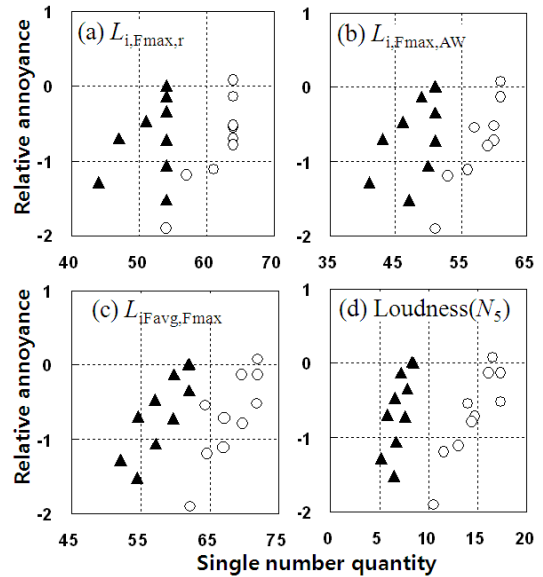 (a) Li,Fmax,r
(b) Li,Fmax,AW
Relative annoyance
1
0
-1
-2
40 50 60 70
35 45 55 65
(c) LiFavg,Fmax
(d) Loudness(N5)
Relative annoyance
1
0
-1
-2
1
0
-1
-2
45 55 65 75
0 5 10 15 20
Single number quantity